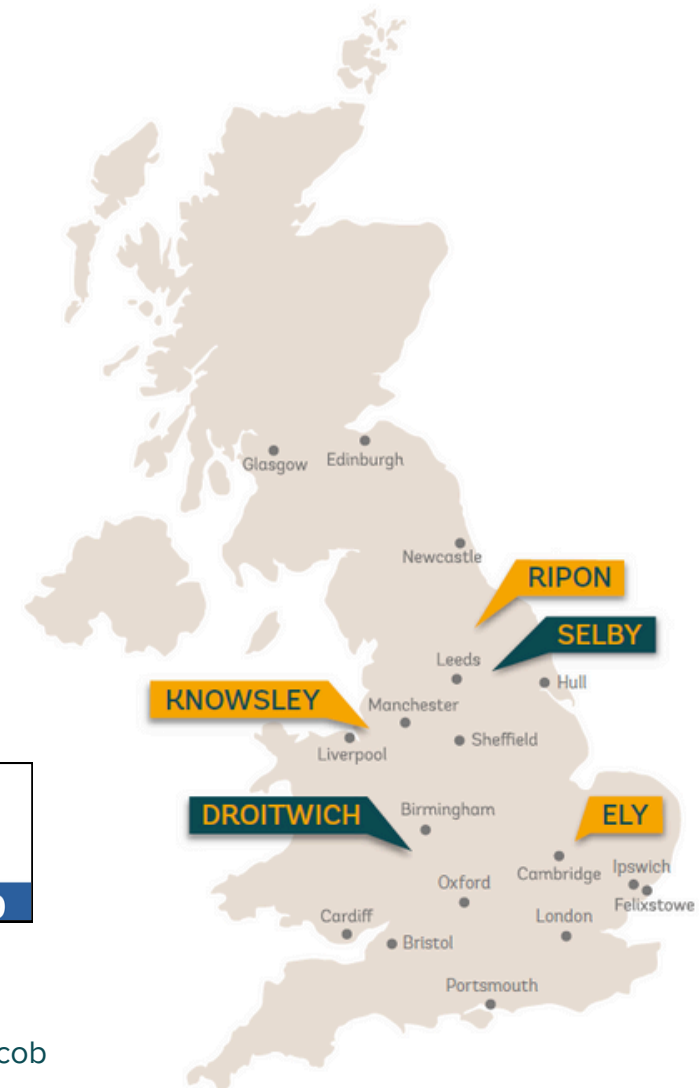 Glasgow
Edinburgh
Newcastle
RIPON
SELBY
Leeds
Hull
KNOWSLEY
Manchester
Sheffield
Liverpool
DROITWICH
Birmingham
ELY
Cambridge
Ipswich
Felixstowe
Oxford
Cardiff
London
Bristol
Portsmouth
cob